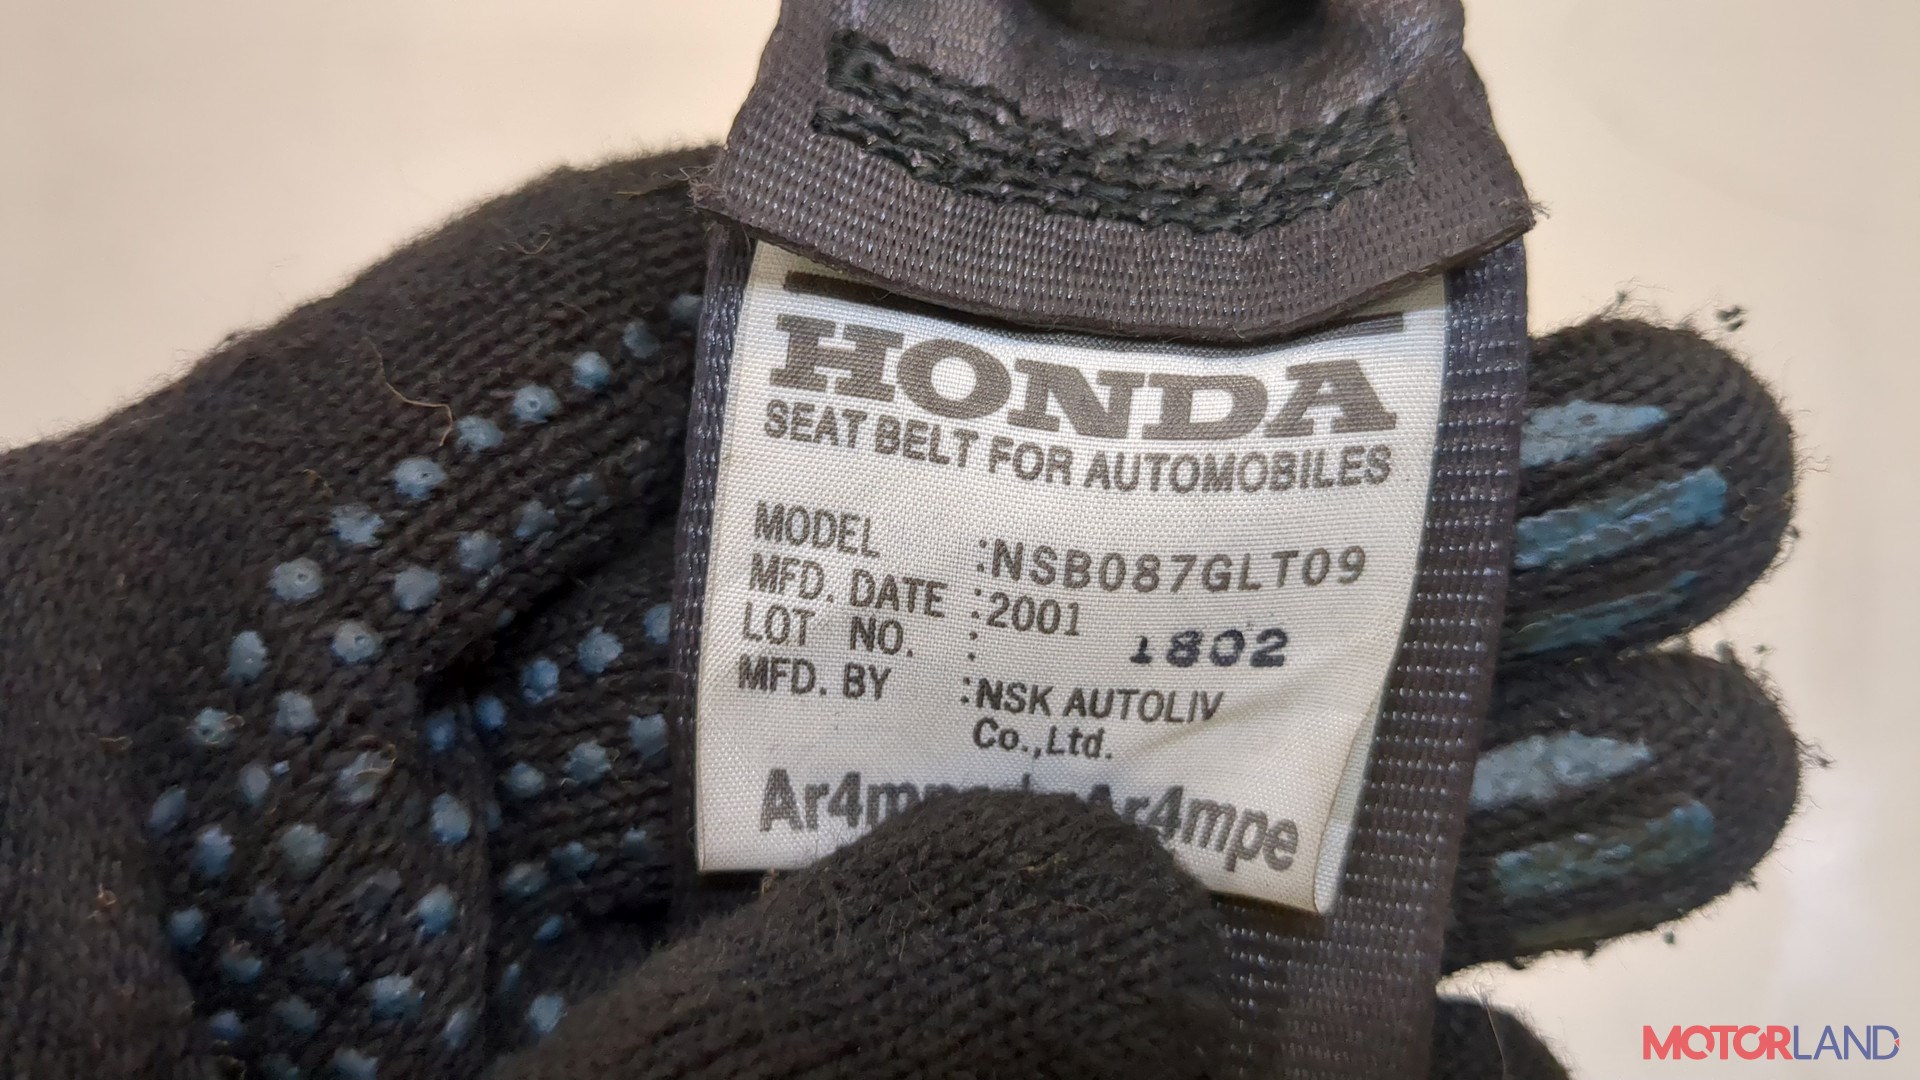 HONDA
SEAT BELT FOR AUTOMOBILES
MODEL :NSB087GLT09
MFD. DATE :2001
LOT NO. : 1802
MFD. BY :NSK AUTOLIV
Co.,Ltd.
Ar4mpe
MOTORLAND